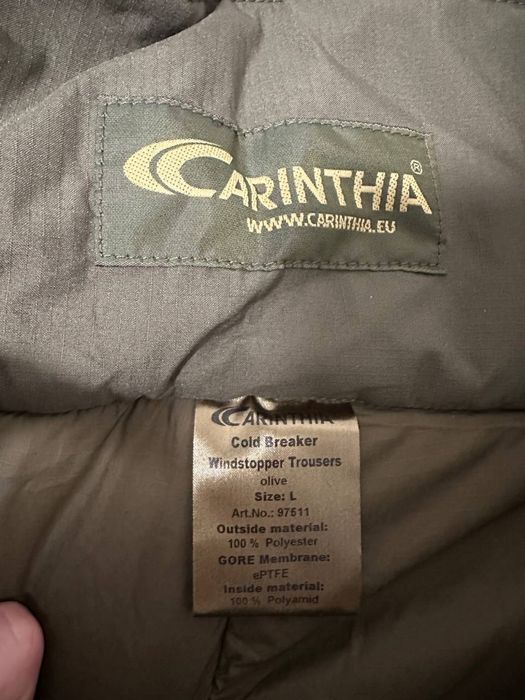 CARINTHIA®
WWW.CARINTHIA.EU
CARINTHIA
Cold Breaker
Windstopper Trousers
olive
Size: L
Art.No.: 97511
Outside material:
100 % Polyester
GORE Membrane:
ePTFE
Inside material:
100 % Polyamid